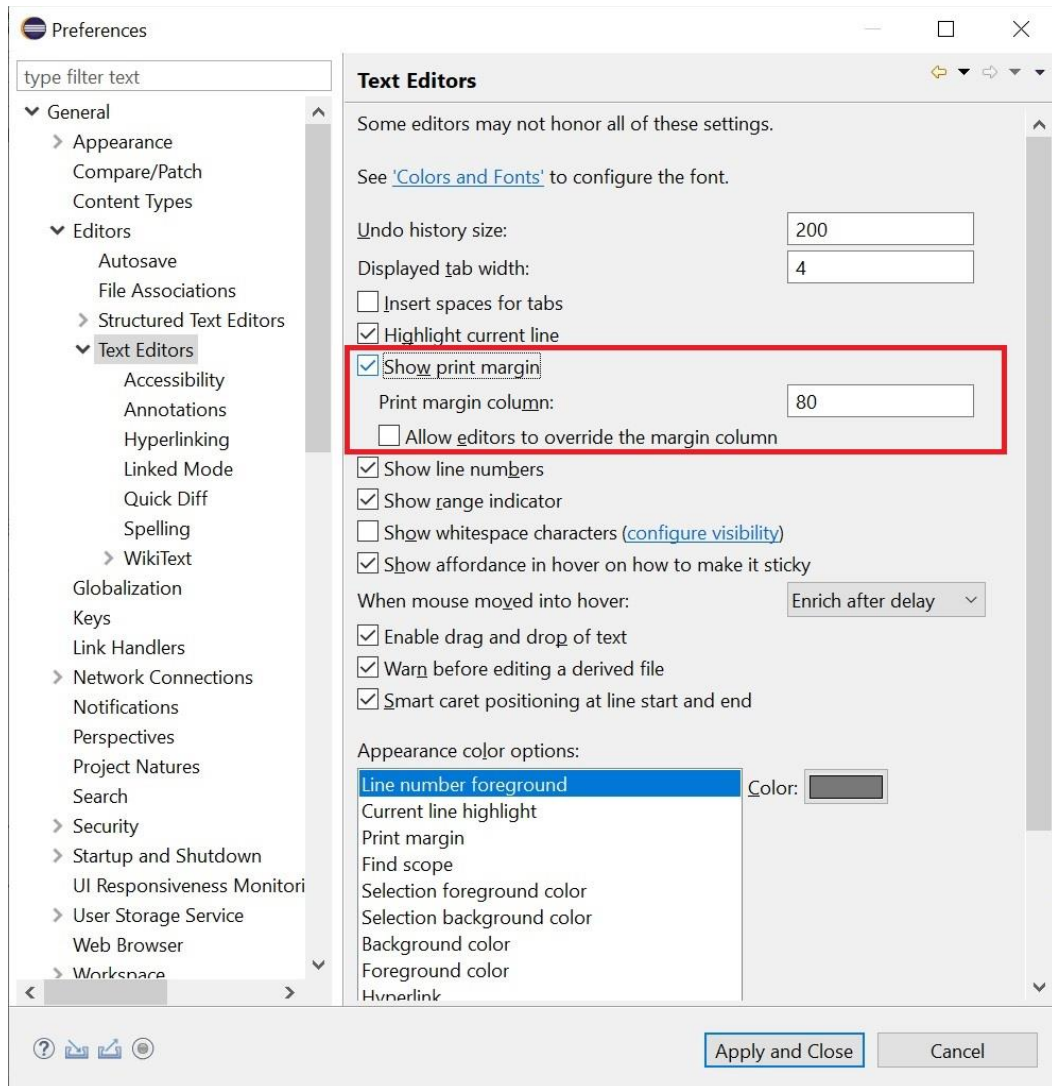 Preferences
type filter text
General
Appearance
Compare/Patch
Content Types
Editors
Autosave
File Associations
Structured Text Editors
Text Editors
Accessibility
Annotations
Hyperlinking
Linked Mode
Quick Diff
Spelling
WikiText
Globalization
Keys
Link Handlers
Network Connections
Notifications
Perspectives
Project Natures
Search
Security
Startup and Shutdown
UI Responsiveness Monitori
User Storage Service
Web Browser
Workspace
Text Editors
Some editors may not honor all of these settings.
See 'Colors and Fonts' to configure the font.
Undo history size: 200
Displayed tab width: 4
Insert spaces for tabs
Highlight current line
Show print margin
Print margin column: 80
Allow editors to override the margin column
Show line numbers
Show range indicator
Show whitespace characters (configure visibility)
Show affordance in hover on how to make it sticky
When mouse moved into hover: Enrich after delay
Enable drag and drop of text
Warn before editing a derived file
Smart caret positioning at line start and end
Appearance color options:
Line number foreground
Color:
Current line highlight
Print margin
Find scope
Selection foreground color
Selection background color
Background color
Foreground color
Hyperlink
Apply and Close
Cancel